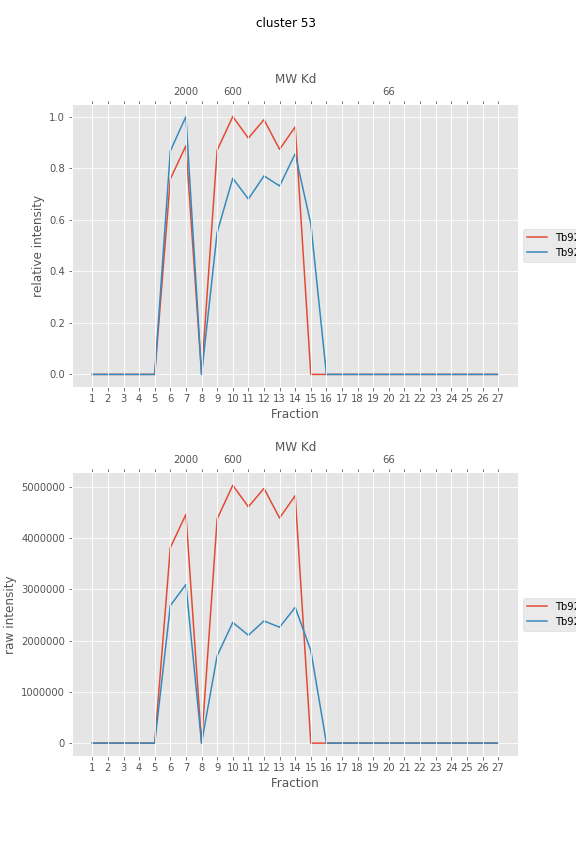 cluster 53
MW Kd
2000 600 66
1.0
0.8
0.6
0.4
0.2
0.0
relative intensity
Tb92
Tb92
1 2 3 4 5 6 7 8 9 10 11 12 13 14 15 16 17 18 19 20 21 22 23 24 25 26 27
Fraction
MW Kd
2000 600 66
5000000
4000000
3000000
2000000
1000000
0
raw intensity
Tb92
Tb92
1 2 3 4 5 6 7 8 9 10 11 12 13 14 15 16 17 18 19 20 21 22 23 24 25 26 27
Fraction